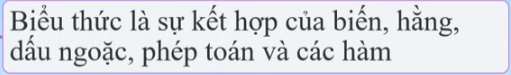 Biểu thức là sự kết hợp của biến, hằng,
dấu ngoặc, phép toán và các hàm